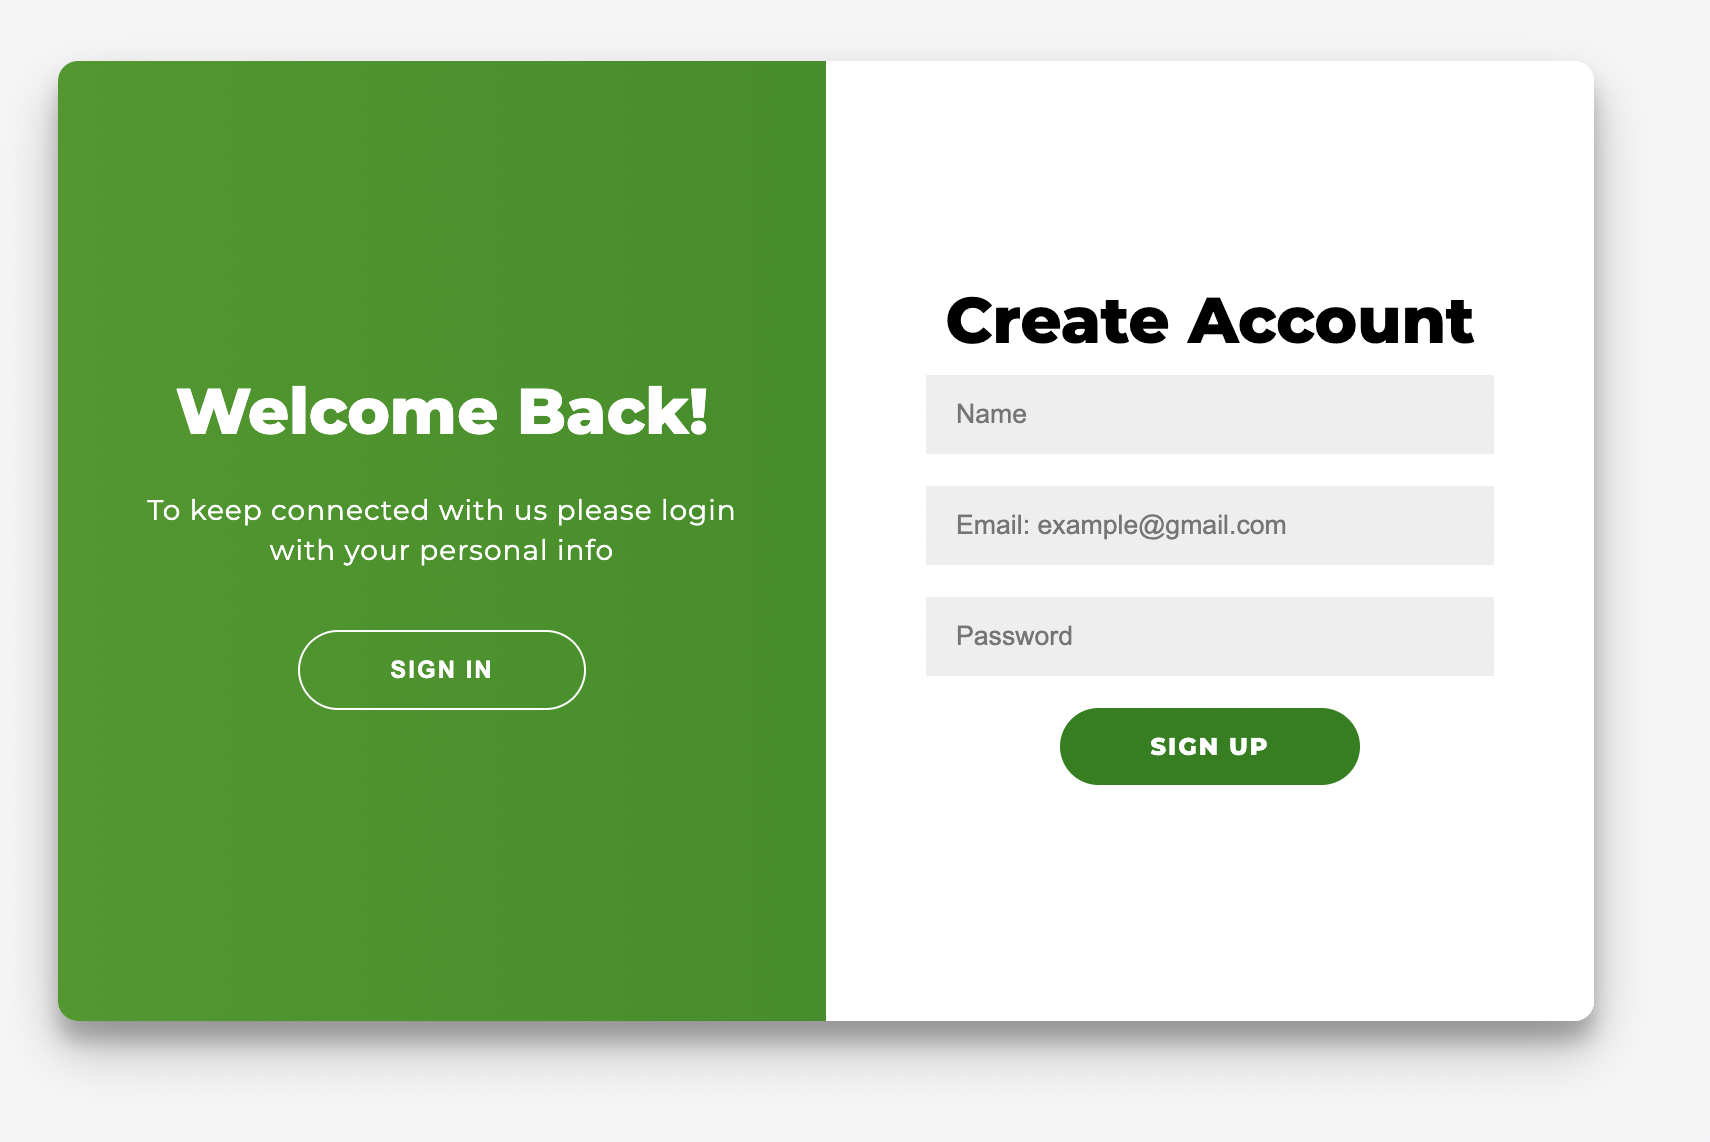 Welcome Back!
To keep connected with us please login
with your personal info
SIGN IN
Create Account
Name
Email: example@gmail.com
Password
SIGN UP